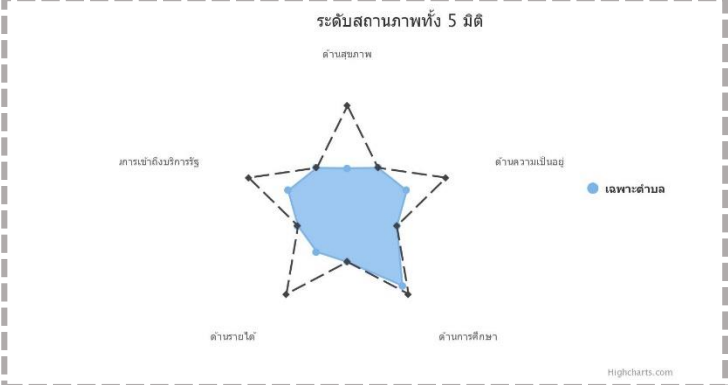 ระดับสถานภาพทั้ง 5 มิติ
ด้านสุขภาพ
การเข้าถึงบริการรัฐ
ด้านความเป็นอยู่
เฉพาะตำบล
ด้านรายได้
ด้านการศึกษา
Highcharts.com